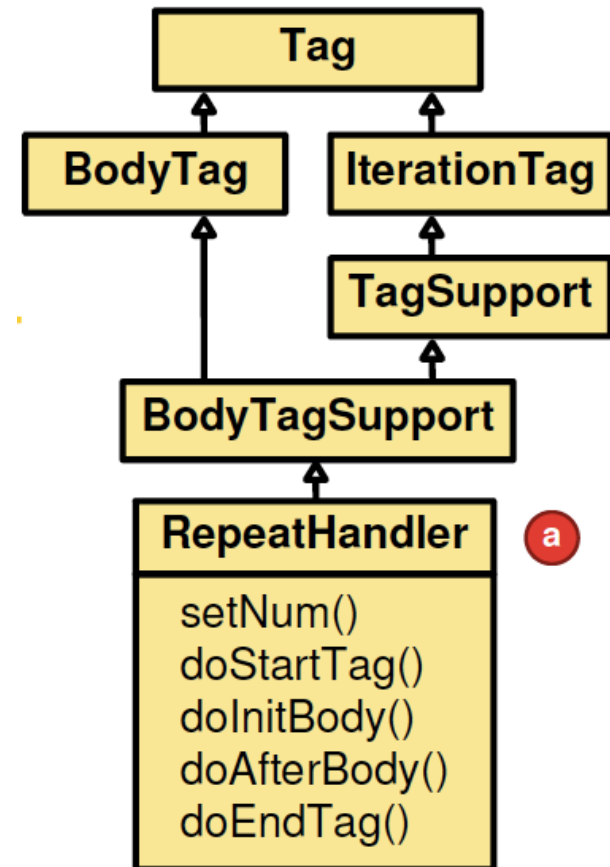 Tag
BodyTag IterationTag
TagSupport
BodyTagSupport
RepeatHandler a
setNum()
doStartTag()
doInitBody()
doAfterBody()
doEndTag()